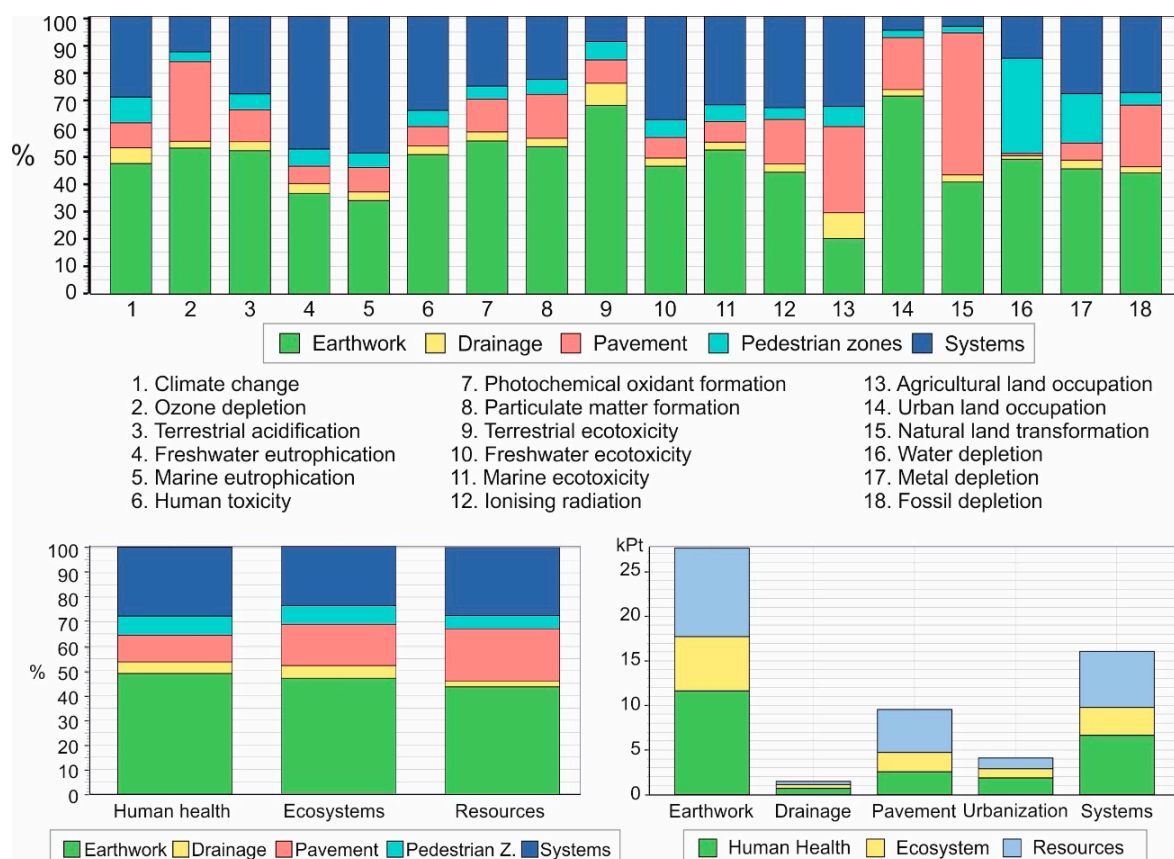 100
90
80
70
60
50
40
30
20
10
0
%
1 2 3 4 5 6 7 8 9 10 11 12 13 14 15 16 17 18
Earthwork Drainage Pavement Pedestrian zones Systems
1. Climate change
2. Ozone depletion
3. Terrestrial acidification
4. Freshwater eutrophication
5. Marine eutrophication
6. Human toxicity
7. Photochemical oxidant formation
8. Particulate matter formation
9. Terrestrial ecotoxicity
10. Freshwater ecotoxicity
11. Marine ecotoxicity
12. Ionising radiation
13. Agricultural land occupation
14. Urban land occupation
15. Natural land transformation
16. Water depletion
17. Metal depletion
18. Fossil depletion
100
90
80
70
60
50
40
30
20
10
0
%
Human health Ecosystems Resources
Earthwork Drainage Pavement Pedestrian Z. Systems
kPt
25
20
15
10
5
0
Earthwork Drainage Pavement Urbanization Systems
Human Health Ecosystem Resources